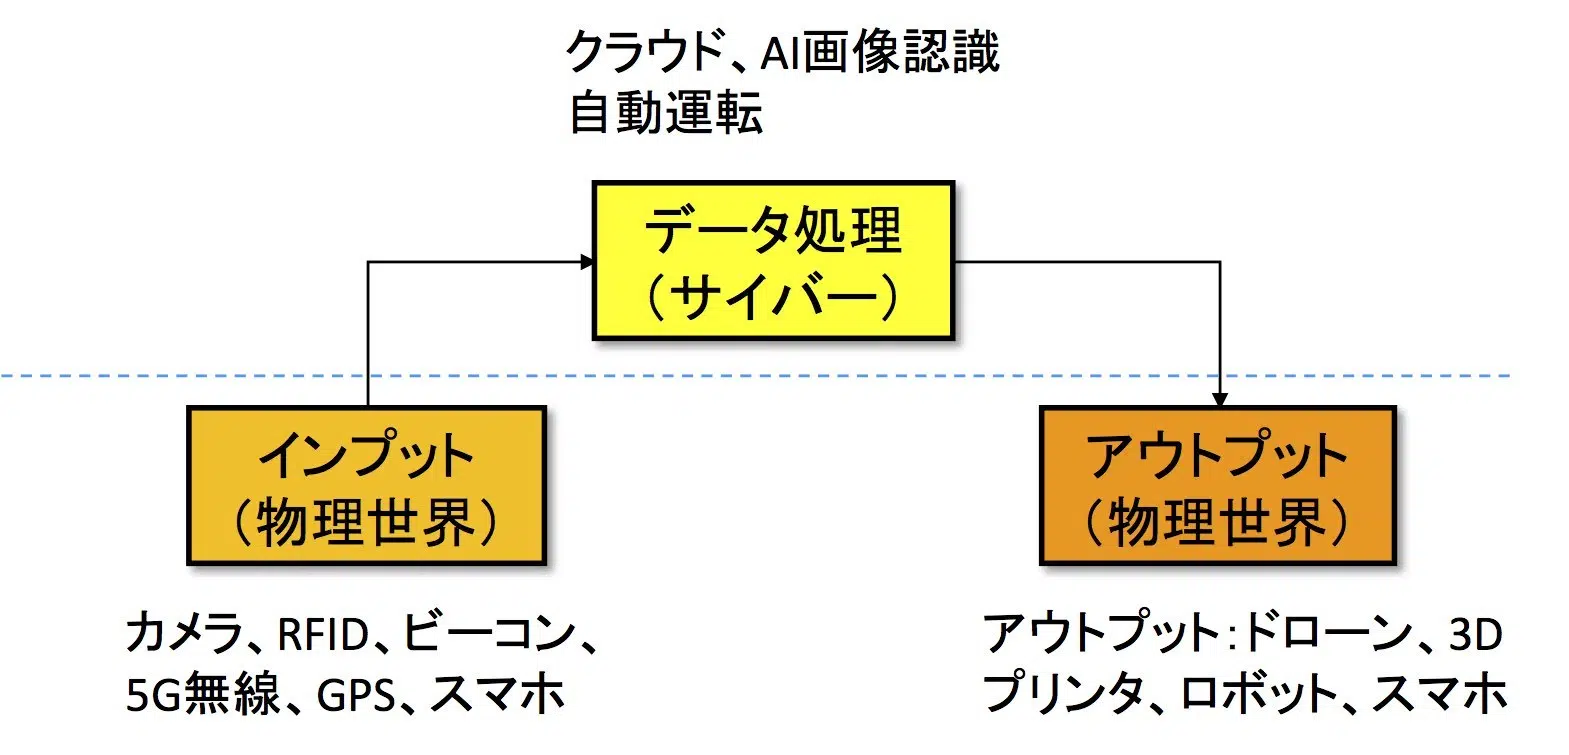 クラウド、AI画像認識
自動運転
データ処理
（サイバー）
インプット
（物理世界）
アウトプット
（物理世界）
カメラ、RFID、ビーコン、
5G無線、GPS、スマホ
アウトプット：ドローン、3D
プリンタ、ロボット、スマホ